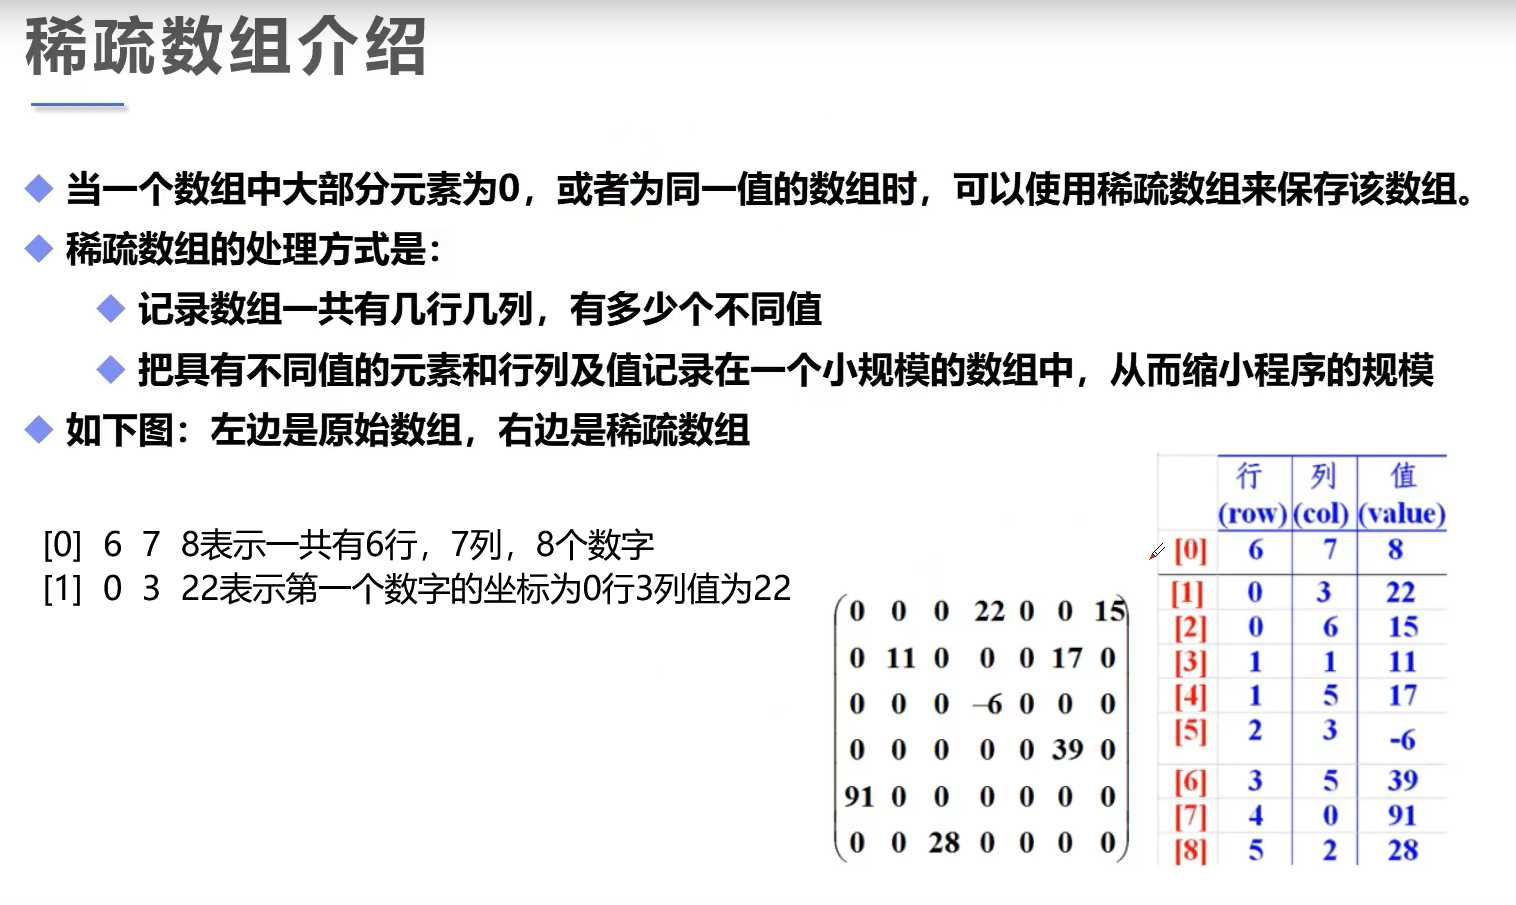 稀疏数组介绍
当一个数组中大部分元素为0，或者为同一值的数组时，可以使用稀疏数组来保存该数组。
稀疏数组的处理方式是：
记录数组一共有几行几列，有多少个不同值
把具有不同值的元素和行列及值记录在一个小规模的数组中，从而缩小程序的规模
如下图：左边是原始数组，右边是稀疏数组
[0] 6 7 8表示一共有6行，7列，8个数字
[1] 0 3 22表示第一个数字的坐标为0行3列值为22
0 0 0 22 0 0 15
0 11 0 0 0 17 0
0 0 0 –6 0 0 0
0 0 0 0 0 39 0
91 0 0 0 0 0 0
0 0 28 0 0 0 0
行 列 值
(row) (col) (value)
[0] 6 7 8
[1] 0 3 22
[2] 0 6 15
[3] 1 1 11
[4] 1 5 17
[5] 2 3 -6
[6] 3 5 39
[7] 4 0 91
[8] 5 2 28